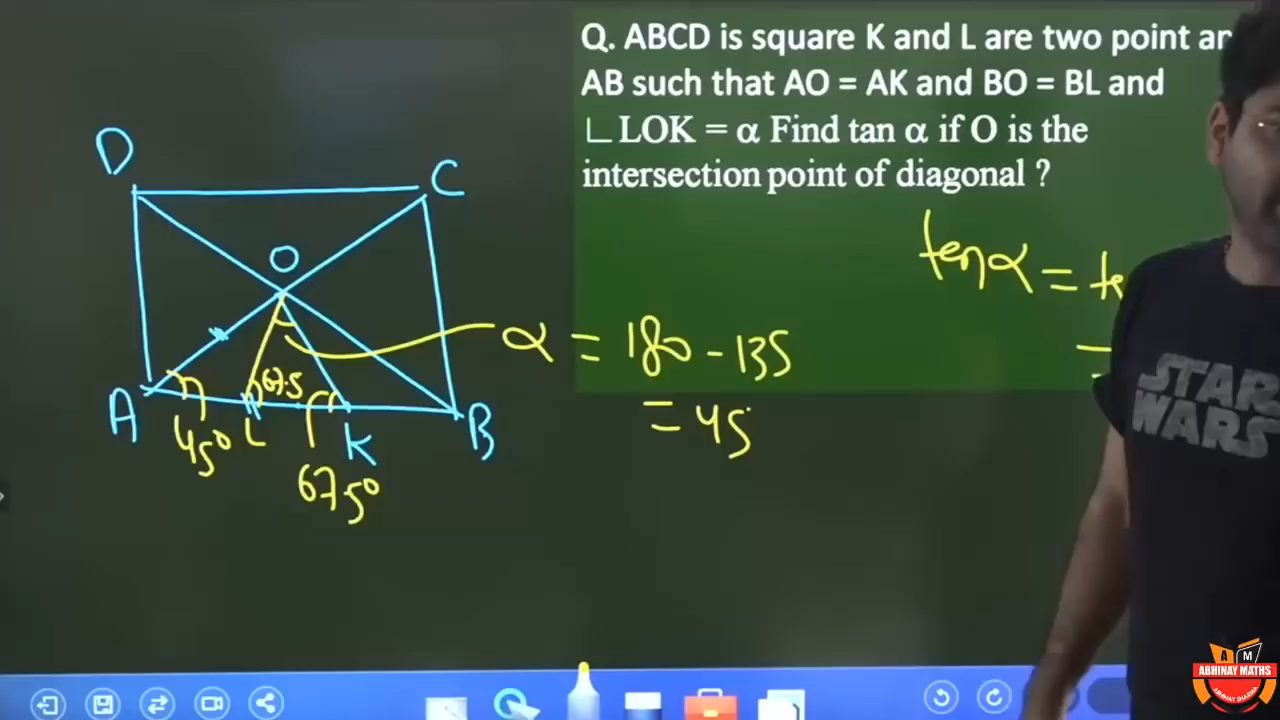 Q. ABCD is square K and L are two point
AB such that AO = AK and BO = BL and
∟LOK = α Find tan α if O is the
intersection point of diagonal ?
D
C
O
tanα =
α = 180 - 135
= 45
67.5
A
45°
L
K
B
67.5°
STAR
WARS
A M
ABHINAY MATHS
ABHINAY SHARMA